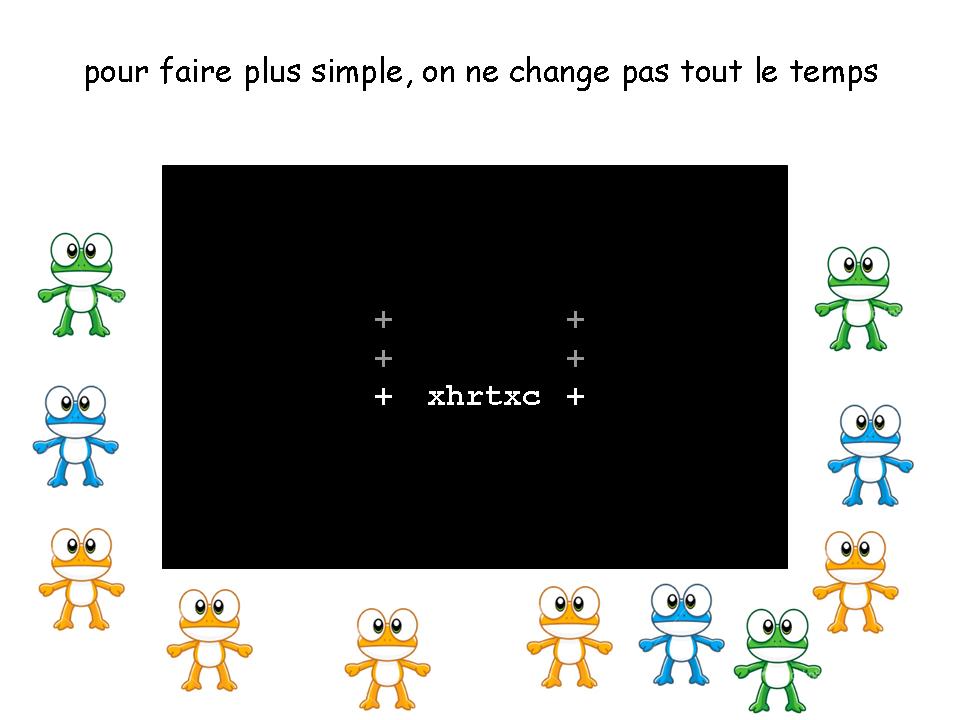 pour faire plus simple, on ne change pas tout le temps
+ +
+ +
+ xhrtxc +